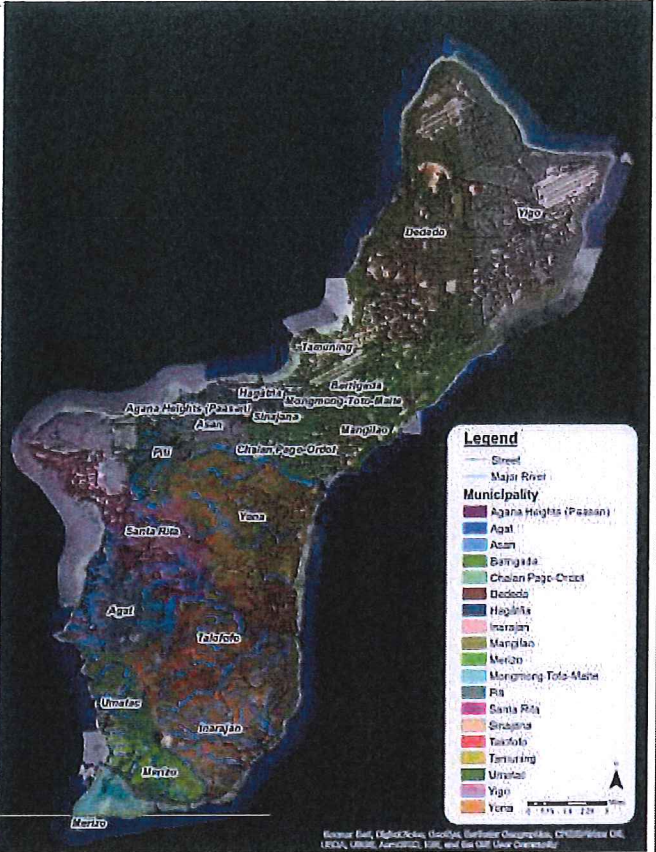 Yigo
Dededo
Tamuning
Barrigada
Hagåtña
Mongmong-Toto-Maite
Agana Heights (Paasan)
Sinajana
Asan
Mangilao
Piti
Chalan Pago-Ordot
Yona
Santa Rita
Agat
Talofofo
Umatac
Inarajan
Merizo
Merizo
Legend
Street
Major River
Municipality
Agana Heights (Paasan)
Agat
Asan
Barrigada
Chalan Pago-Ordot
Dededo
Hagåtña
Inarajan
Mangilao
Merizo
Mongmong-Toto-Maite
Piti
Santa Rita
Sinajana
Talofofo
Tamuning
Umatac
Yigo
Yona